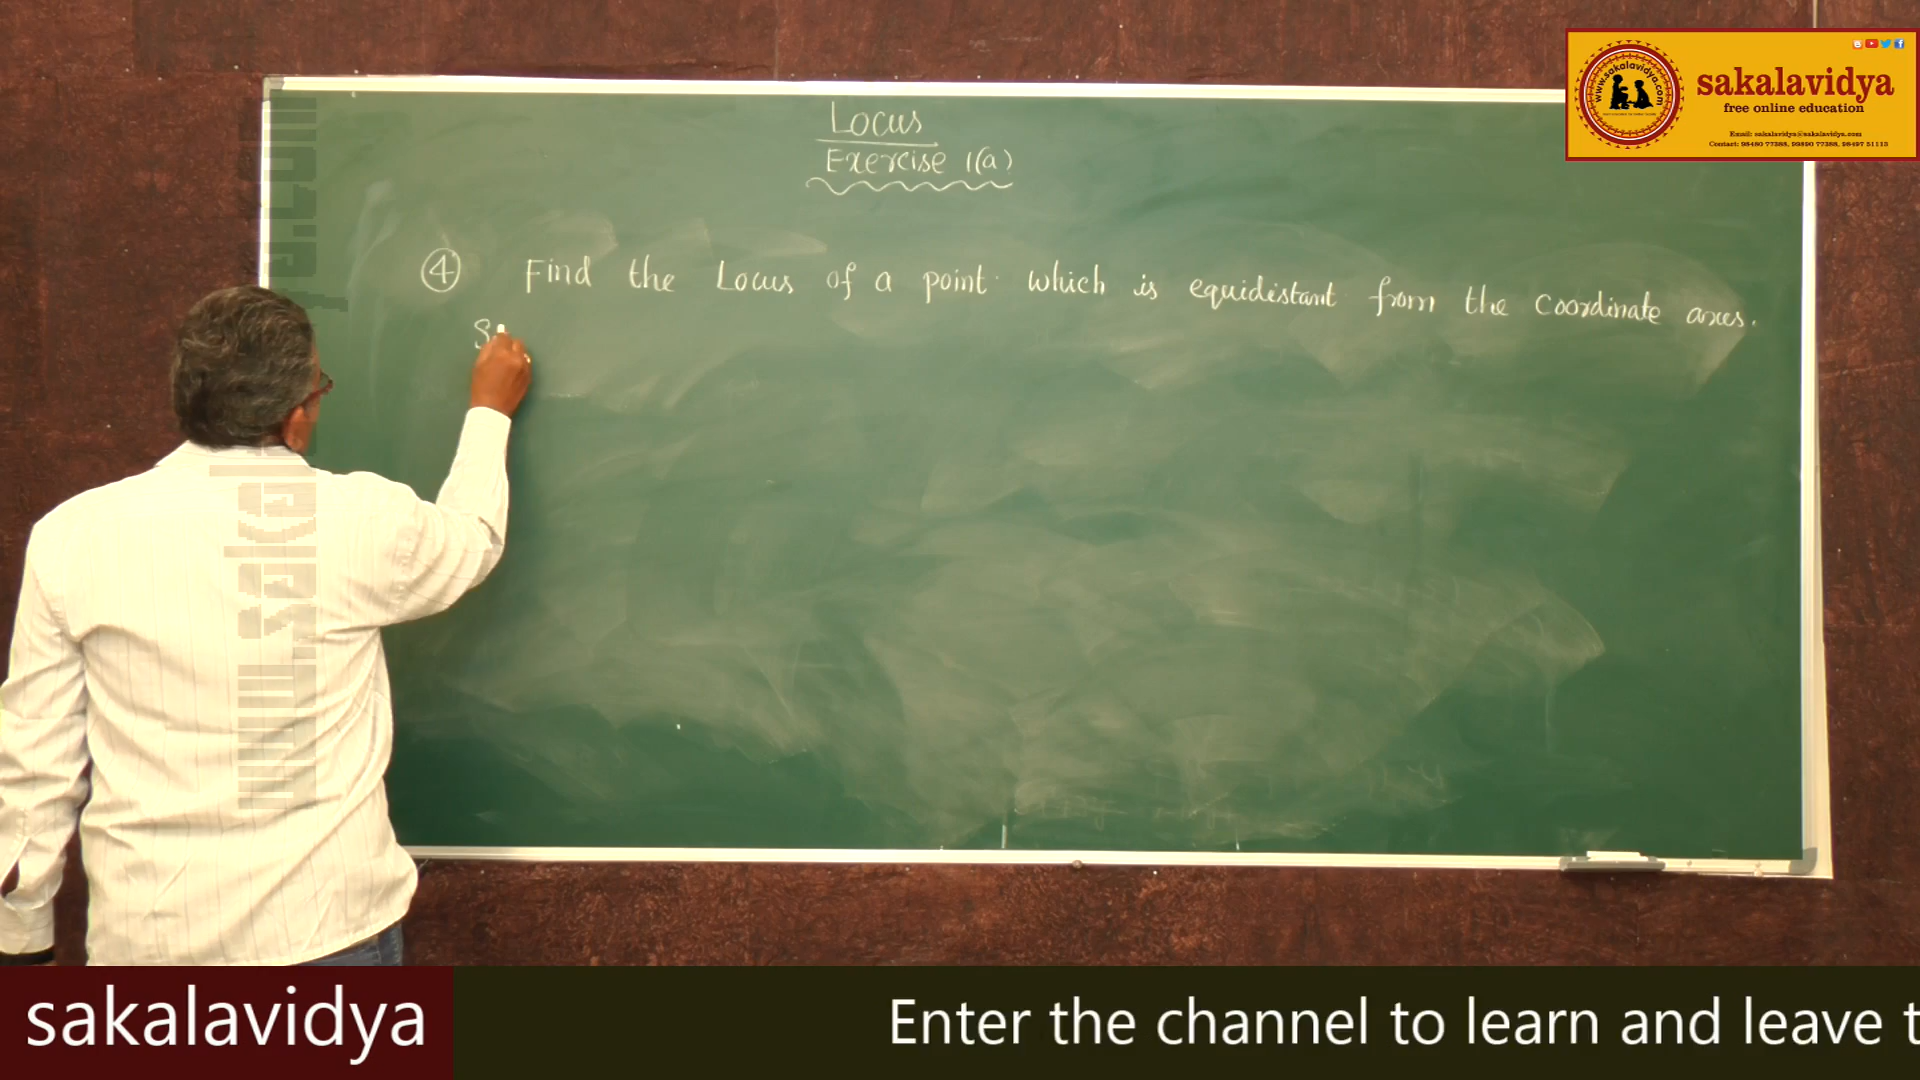 Locus
Exercise 1(a)
④ Find the Locus of a point which is equidistant from the coordinate axes.
www.sakalavidya.com
sakalavidya
free online education
Email: sakalavidya@sakalavidya.com
Contact: 98480 77388, 99890 77388, 98497 51113
sakalavidya
Enter the channel to learn and leave t